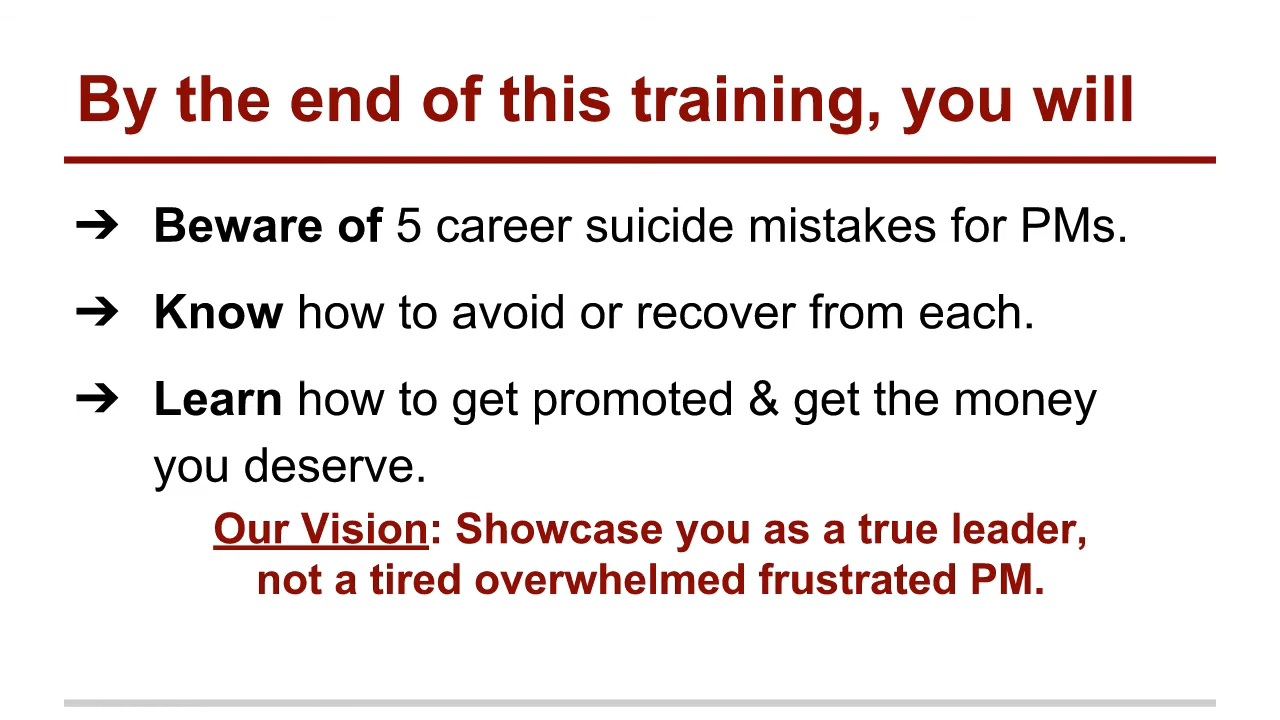 By the end of this training, you will
➔ Beware of 5 career suicide mistakes for PMs.
➔ Know how to avoid or recover from each.
➔ Learn how to get promoted & get the money
you deserve.
Our Vision: Showcase you as a true leader,
not a tired overwhelmed frustrated PM.